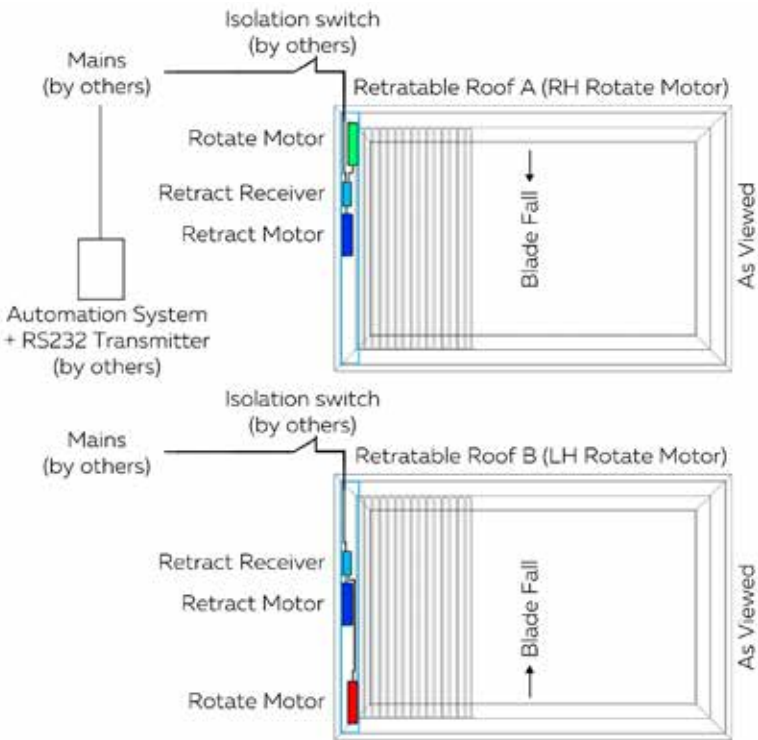 Isolation switch
(by others)
Mains
(by others)
Retratable Roof A (RH Rotate Motor)
Rotate Motor
Retract Receiver
Retract Motor
Blade Fall
As Viewed
Automation System
+ RS232 Transmitter
(by others)
Isolation switch
(by others)
Mains
(by others)
Retratable Roof B (LH Rotate Motor)
Retract Receiver
Retract Motor
Rotate Motor
Blade Fall
As Viewed